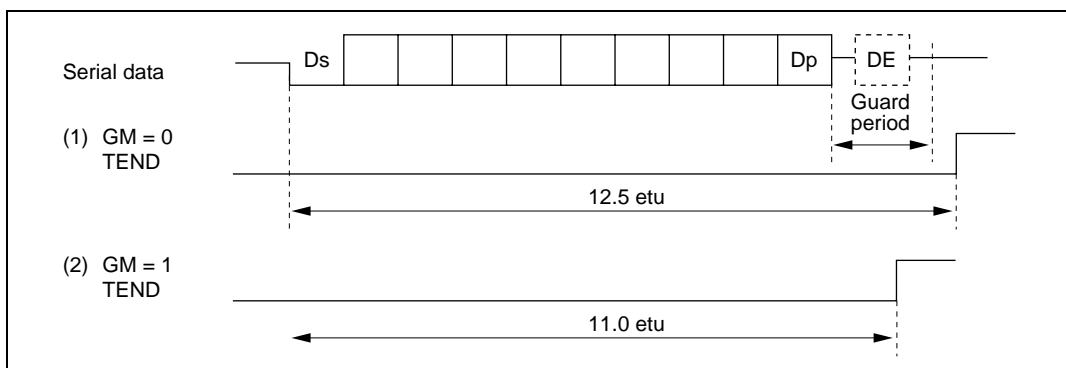 Serial data
Ds
Dp
DE
Guard
period
(1) GM = 0
TEND
12.5 etu
(2) GM = 1
TEND
11.0 etu